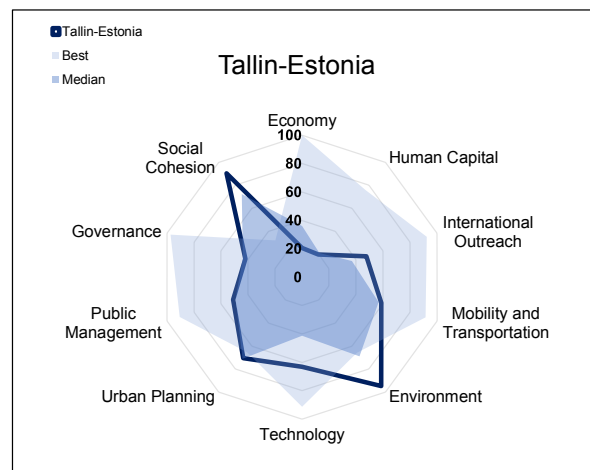 Tallin-Estonia
Best
Median
Tallin-Estonia
Economy
Human Capital
International
Outreach
Mobility and
Transportation
Environment
Technology
Urban Planning
Public
Management
Governance
Social
Cohesion
100
80
60
40
20
0